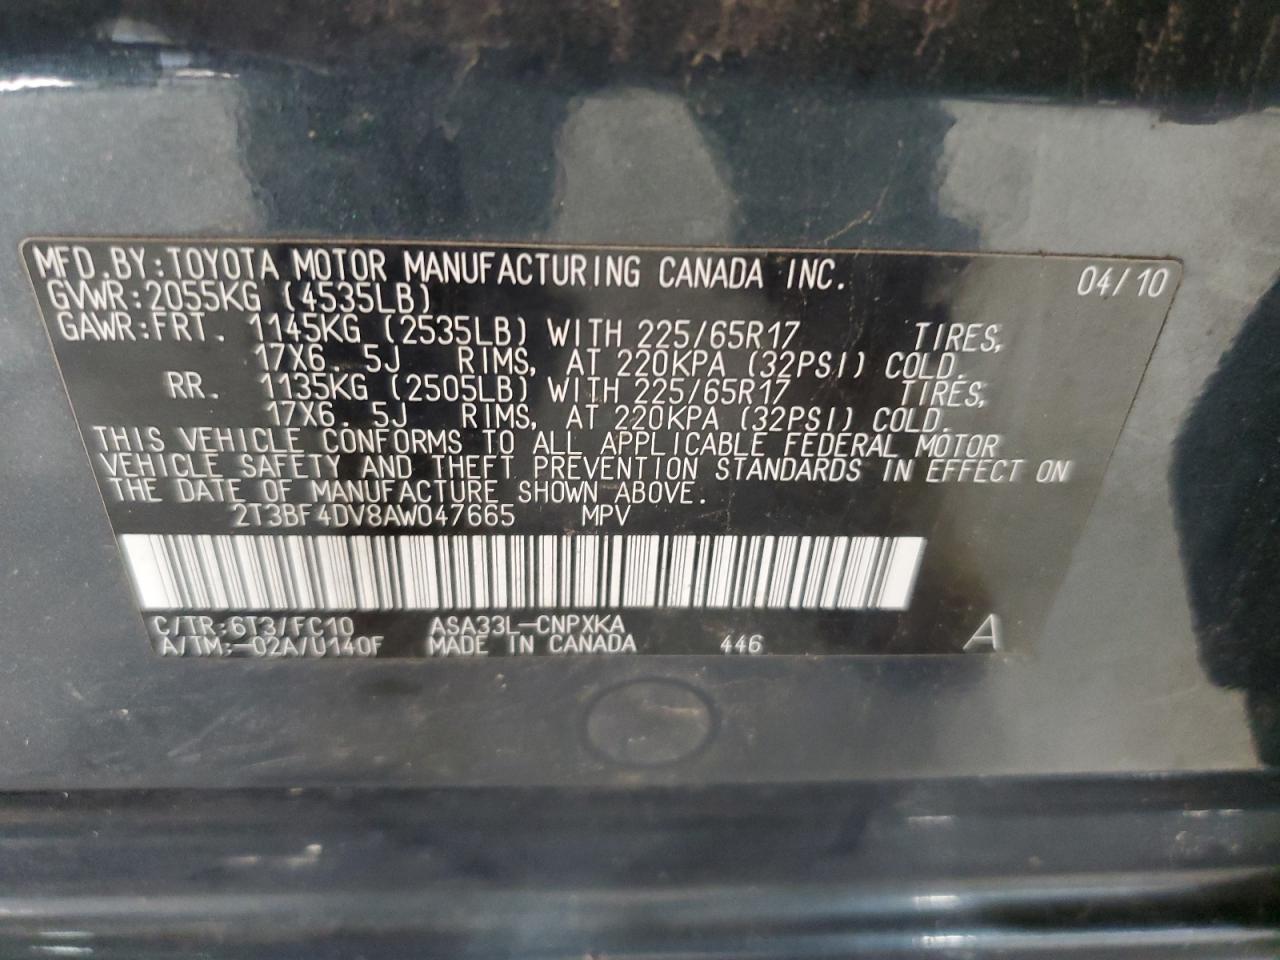 MFD.BY:TOYOTA MOTOR MANUFACTURING CANADA INC. 04/10
GVWR:2055KG (4535LB)
GAWR:FRT. 1145KG (2535LB) WITH 225/65R17 TIRES,
17X6. 5J RIMS, AT 220KPA (32PSI) COLD.
RR. 1135KG (2505LB) WITH 225/65R17 TIRES,
17X6. 5J RIMS, AT 220KPA (32PSI) COLD.
THIS VEHICLE CONFORMS TO ALL APPLICABLE FEDERAL MOTOR
VEHICLE SAFETY AND THEFT PREVENTION STANDARDS IN EFFECT ON
THE DATE OF MANUFACTURE SHOWN ABOVE.
2T3BF4DV8AW047665 MPV
C/TR:6T3/FC10 ASA33L-CNPXKA
A/TM:-02A/U140F MADE IN CANADA 446 A